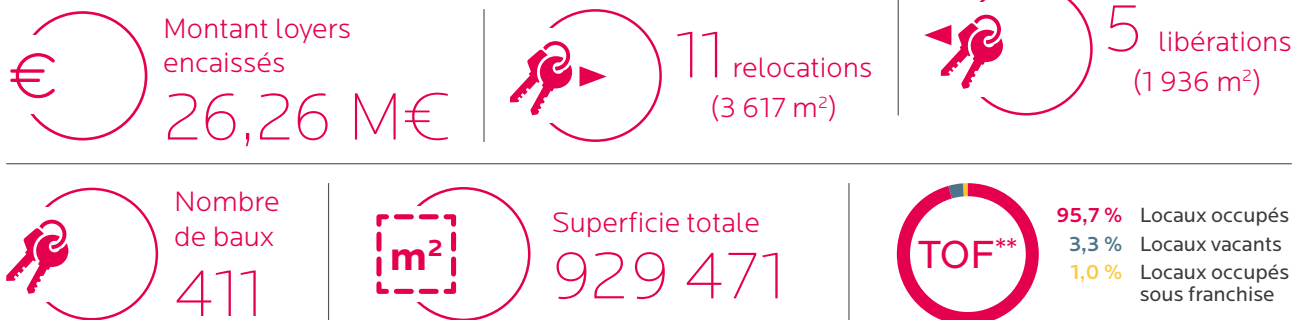 Montant loyers
encaissés
26,26 M€
11 relocations
(3 617 m²)
5 libérations
(1 936 m²)
Nombre
de baux
411
m²
Superficie totale
929 471
TOF**
95,7 % Locaux occupés
3,3 % Locaux vacants
1,0 % Locaux occupés
sous franchise